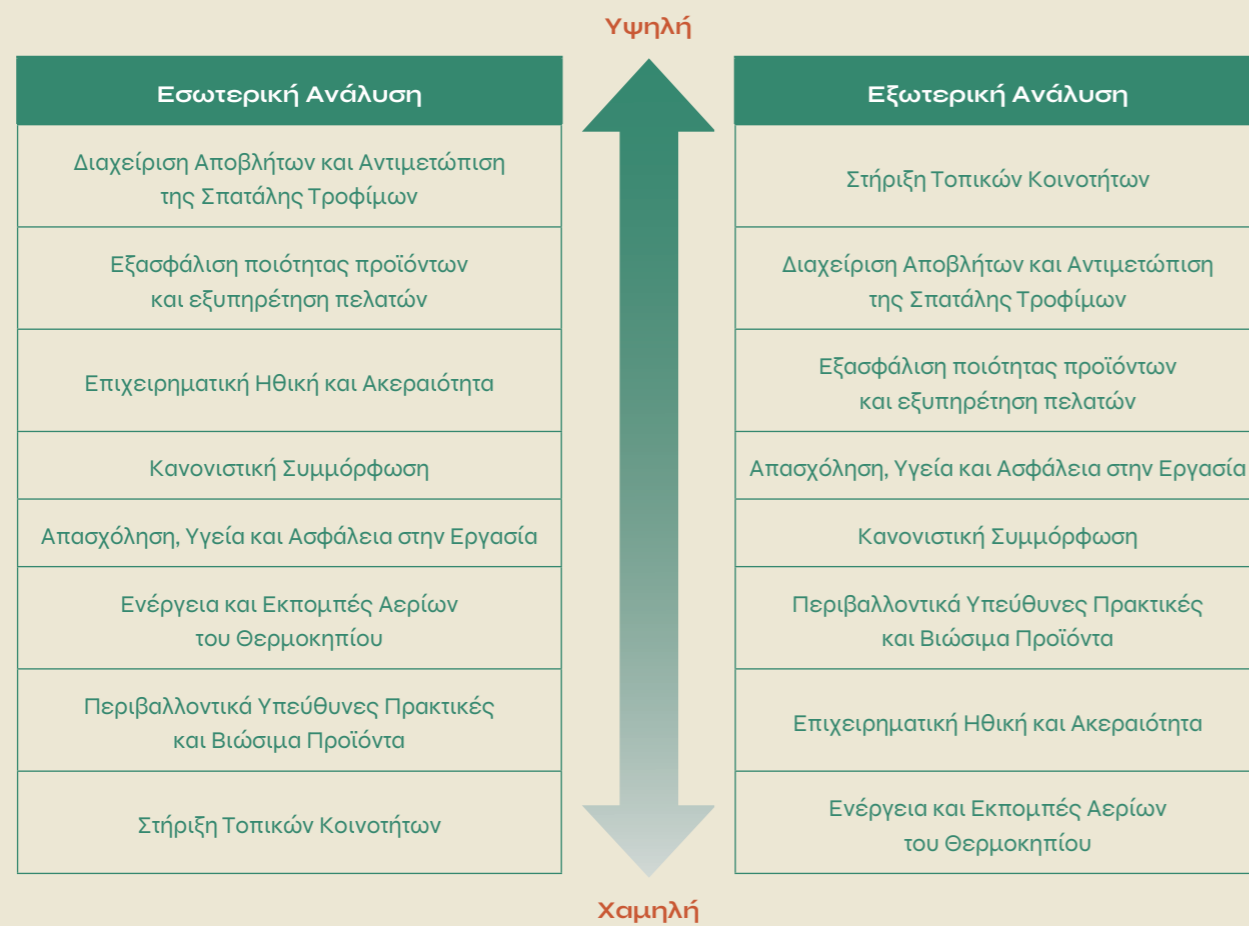 Υψηλή
Εσωτερική Ανάλυση
Διαχείριση Αποβλήτων και Αντιμετώπιση
της Σπατάλης Τροφίμων
Εξασφάλιση ποιότητας προϊόντων
και εξυπηρέτηση πελατών
Επιχειρηματική Ηθική και Ακεραιότητα
Κανονιστική Συμμόρφωση
Απασχόληση, Υγεία και Ασφάλεια στην Εργασία
Ενέργεια και Εκπομπές Αερίων
του Θερμοκηπίου
Περιβαλλοντικά Υπεύθυνες Πρακτικές
και Βιώσιμα Προϊόντα
Στήριξη Τοπικών Κοινοτήτων
Εξωτερική Ανάλυση
Στήριξη Τοπικών Κοινοτήτων
Διαχείριση Αποβλήτων και Αντιμετώπιση
της Σπατάλης Τροφίμων
Εξασφάλιση ποιότητας προϊόντων
και εξυπηρέτηση πελατών
Απασχόληση, Υγεία και Ασφάλεια στην Εργασία
Κανονιστική Συμμόρφωση
Περιβαλλοντικά Υπεύθυνες Πρακτικές
και Βιώσιμα Προϊόντα
Επιχειρηματική Ηθική και Ακεραιότητα
Ενέργεια και Εκπομπές Αερίων
του Θερμοκηπίου
Χαμηλή